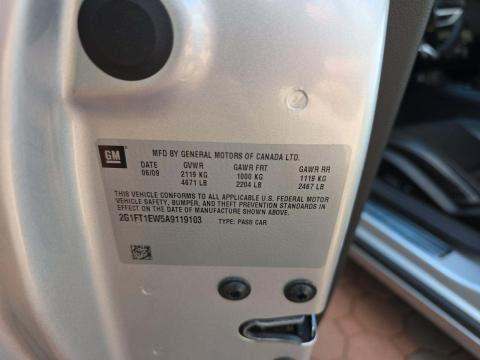 GM
MFD BY GENERAL MOTORS OF CANADA LTD.
DATE GVWR GAWR FRT GAWR RR
06/09 2119 KG 1000 KG 1119 KG
4671 LB 2204 LB 2467 LB
THIS VEHICLE CONFORMS TO ALL APPLICABLE U.S. FEDERAL MOTOR
VEHICLE SAFETY, BUMPER, AND THEFT PREVENTION STANDARDS IN
EFFECT ON THE DATE OF MANUFACTURE SHOWN ABOVE.
2G1FT1EW5A9119103 TYPE: PASS CAR